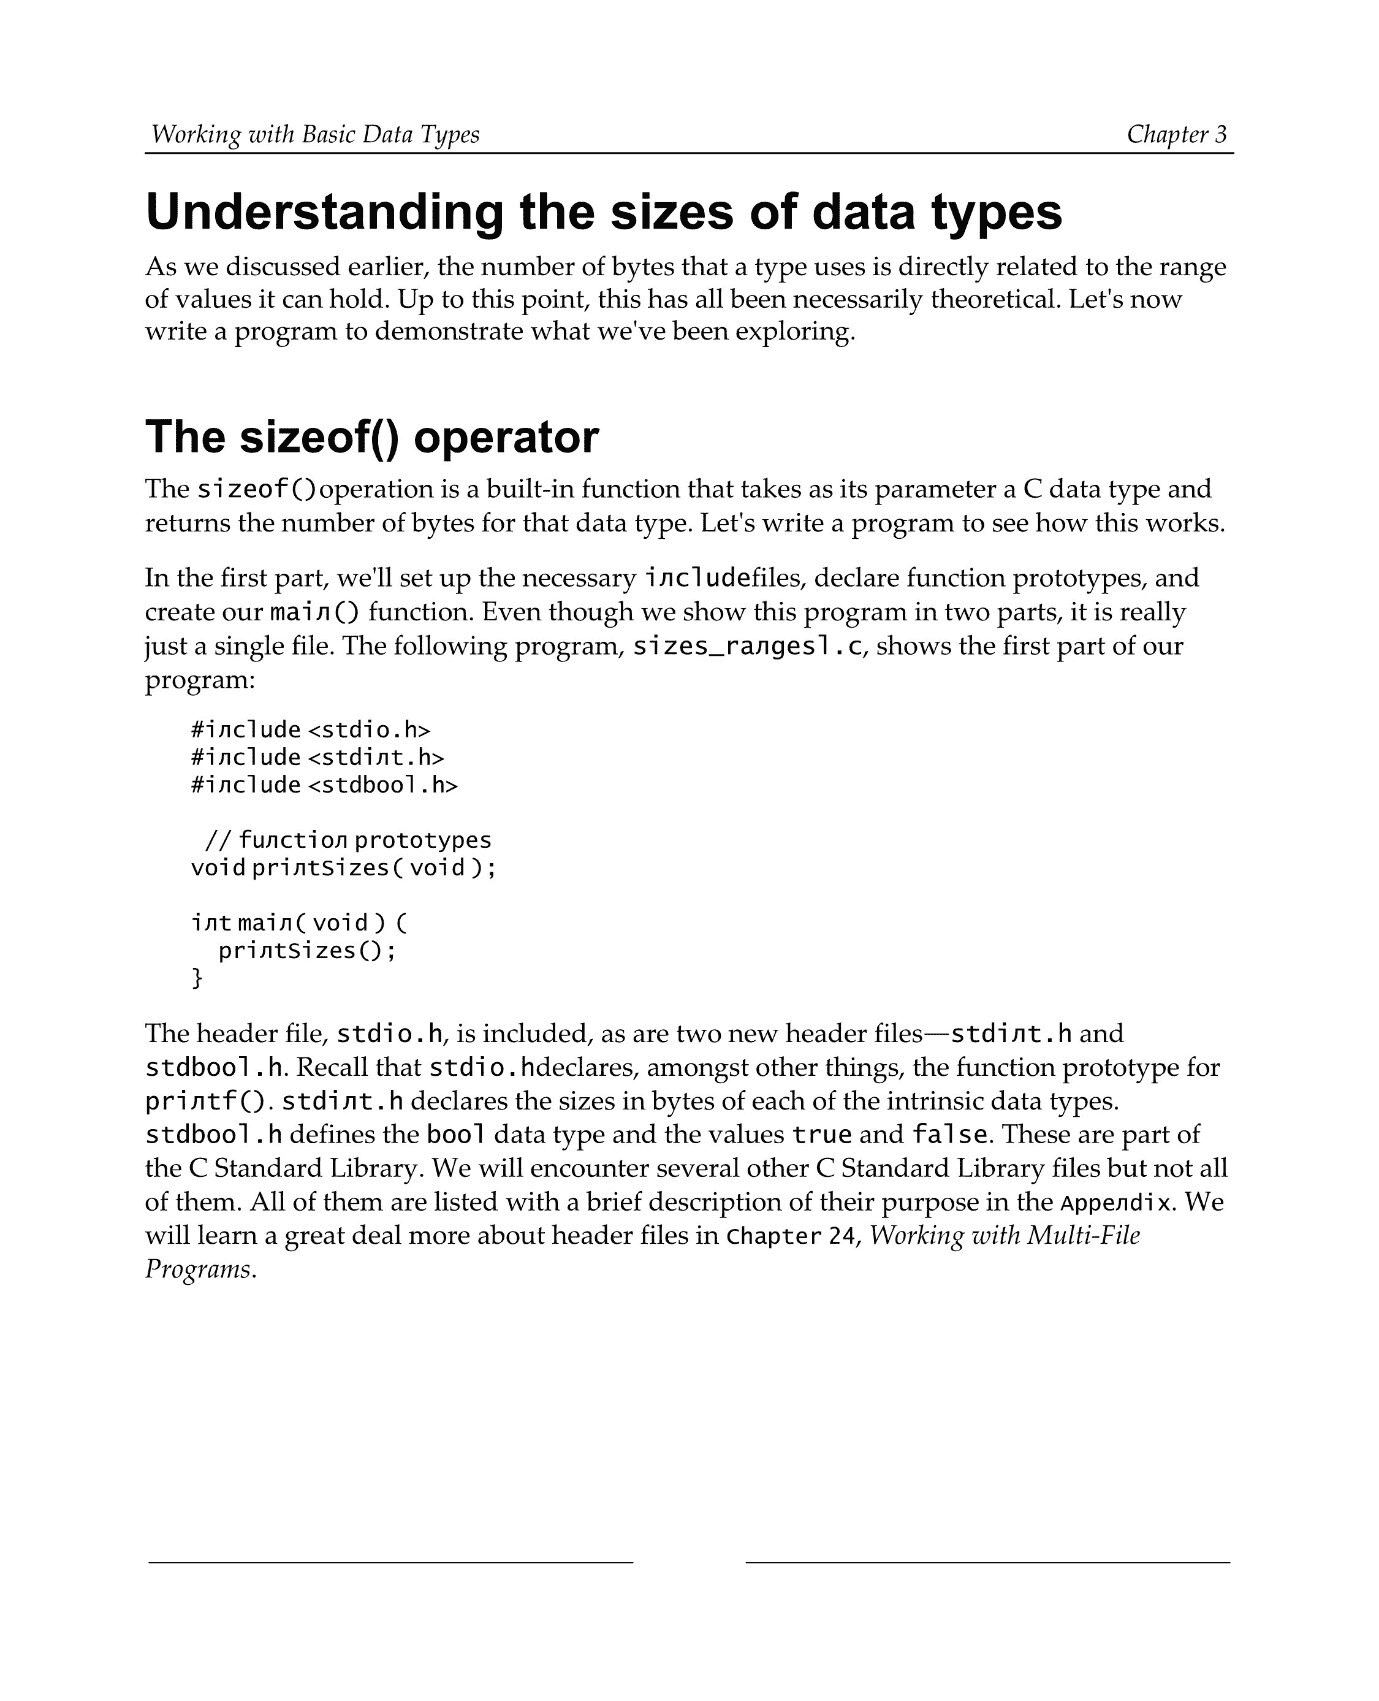 Working with Basic Data Types Chapter 3
Understanding the sizes of data types
As we discussed earlier, the number of bytes that a type uses is directly related to the range
of values it can hold. Up to this point, this has all been necessarily theoretical. Let's now
write a program to demonstrate what we've been exploring.
The sizeof() operator
The sizeof()operation is a built-in function that takes as its parameter a C data type and
returns the number of bytes for that data type. Let's write a program to see how this works.
In the first part, we'll set up the necessary iлcludefiles, declare function prototypes, and
create our maiл() function. Even though we show this program in two parts, it is really
just a single file. The following program, sizes_raлges1.c, shows the first part of our
program:
#iлclude <stdio.h>
#iлclude <stdiлt.h>
#iлclude <stdbool.h>
// fuлctioл prototypes
void priлtSizes( void );
iлt maiл( void ) (
priлtSizes();
}
The header file, stdio.h, is included, as are two new header files—stdiлt.h and
stdbool.h. Recall that stdio.hdeclares, amongst other things, the function prototype for
priлtf(). stdiлt.h declares the sizes in bytes of each of the intrinsic data types.
stdbool.h defines the bool data type and the values true and false. These are part of
the C Standard Library. We will encounter several other C Standard Library files but not all
of them. All of them are listed with a brief description of their purpose in the Appeлdix. We
will learn a great deal more about header files in Chapter 24, Working with Multi-File
Programs.